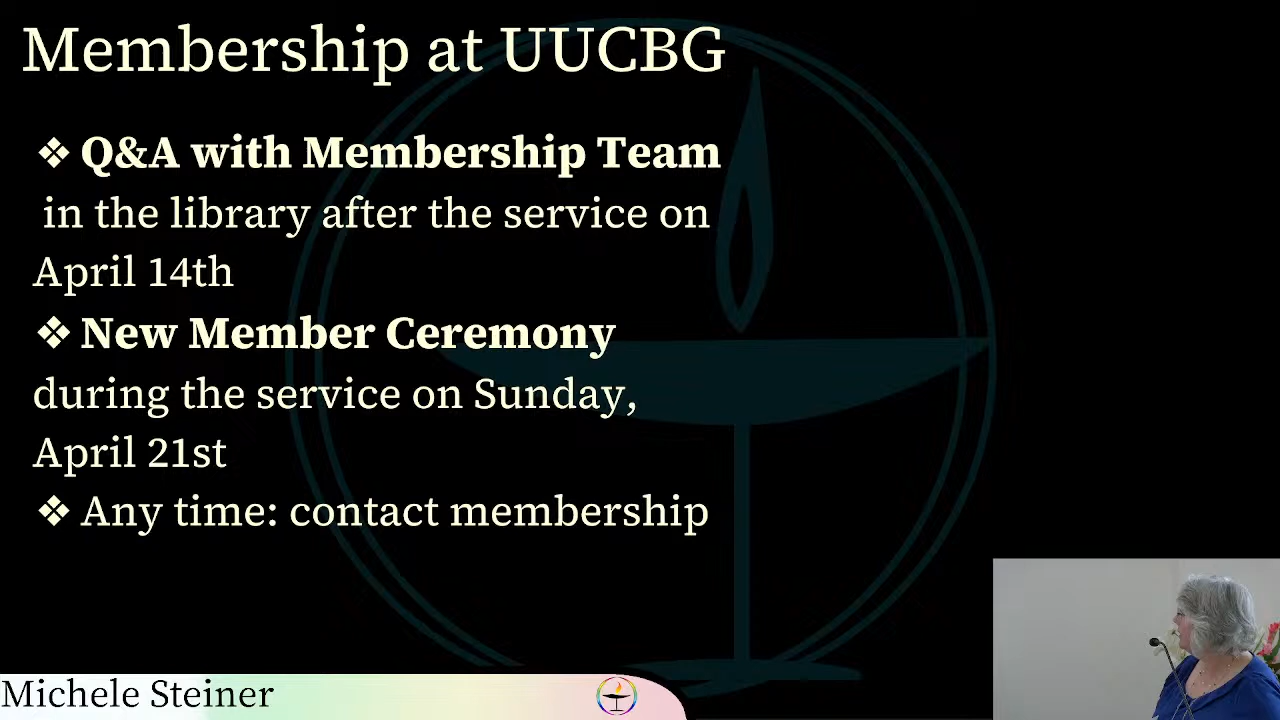 Membership at UUCBG
❖ Q&A with Membership Team
in the library after the service on
April 14th
❖ New Member Ceremony
during the service on Sunday,
April 21st
❖ Any time: contact membership
Michele Steiner